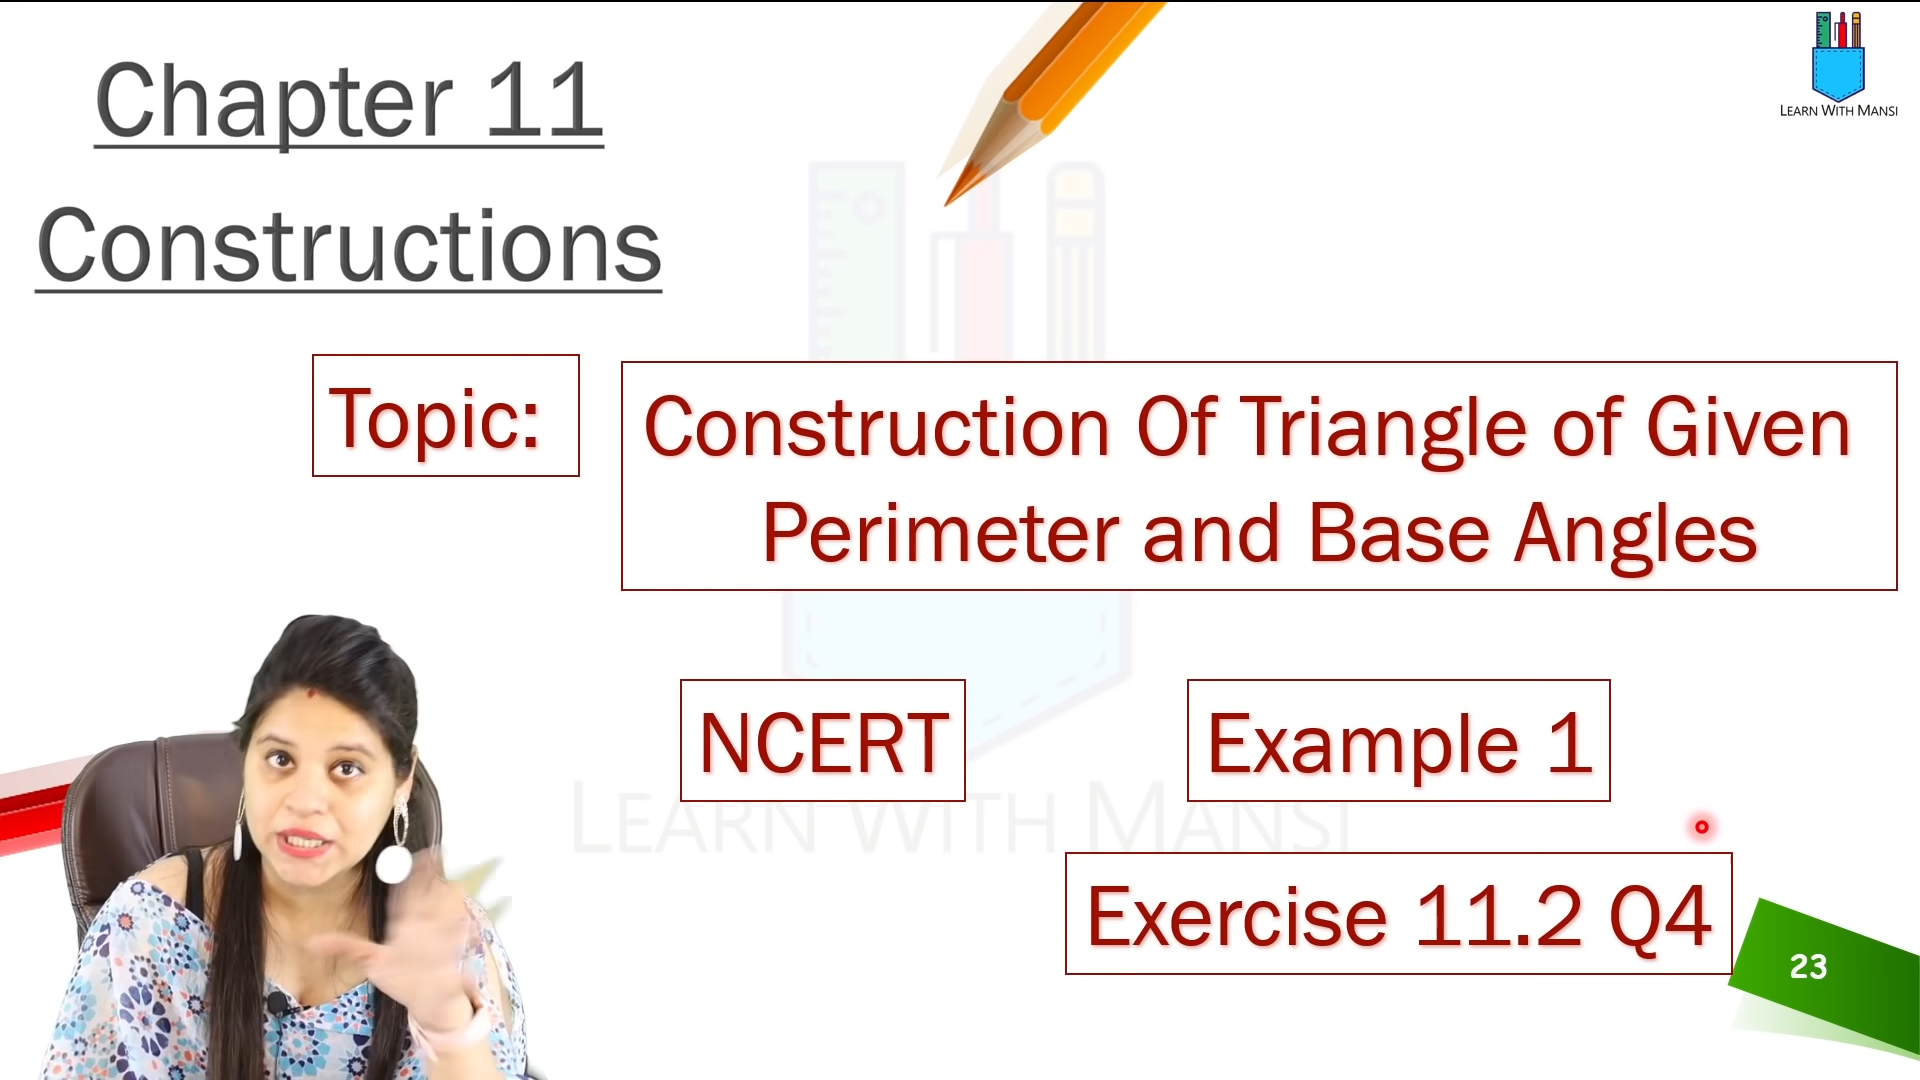 Chapter 11
Constructions
LEARN WITH MANSI
Topic:
Construction Of Triangle of Given
Perimeter and Base Angles
NCERT
Example 1
LEARN WITH MANSI
Exercise 11.2 Q4
23